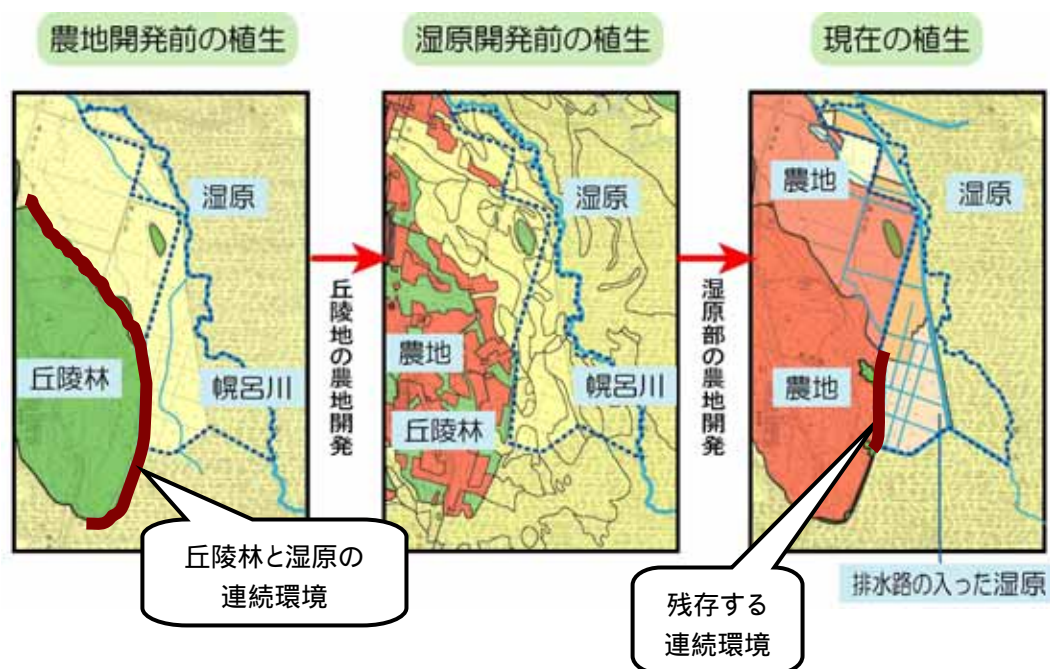 農地開発前の植生
湿原開発前の植生
現在の植生
湿原
丘陵林
幌呂川
丘陵林と湿原の
連続環境
丘陵地の農地開発
湿原
農地
丘陵林
湿原部の農地開発
農地
湿原
農地
排水路の入った湿原
残存する
連続環境